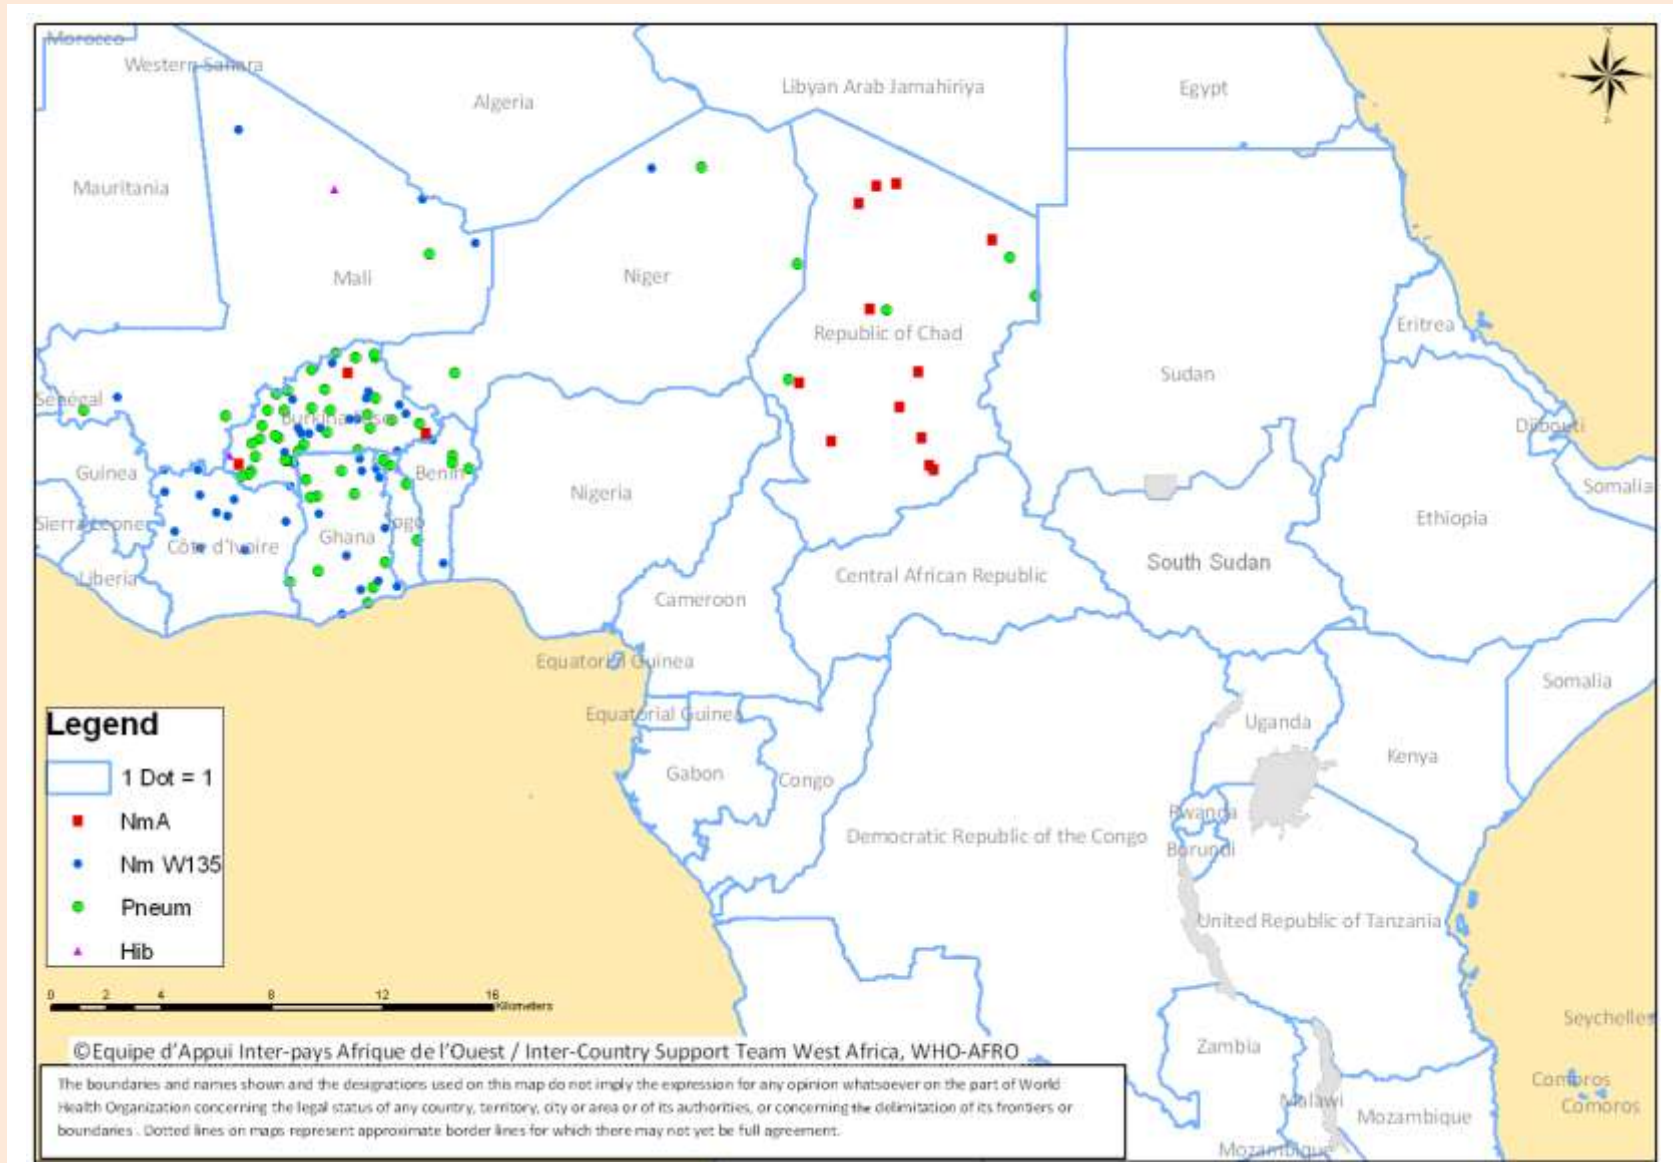 Morocco
Western Sahara
Algeria
Libyan Arab Jamahiriya
Egypt
Mauritania
Mali
Niger
Republic of Chad
Sudan
Eritrea
Sénégal
Burkina Faso
Djibouti
Guinea
Benin
Nigeria
Somalia
Ethiopia
Sierra Leone
Togo
Ghana
Côte d'Ivoire
Liberia
Central African Republic
South Sudan
Cameroon
Equatorial Guinea
Somalia
Equatorial Guinea
Uganda
Kenya
Gabon
Congo
Rwanda
Democratic Republic of the Congo
Burundi
United Republic of Tanzania
Legend
1 Dot = 1
NmA
Nm W135
Pneum
Hib
0 2 4 8 12 16
Kilometers
Seychelles
Zambia
Comoros
Comoros
Malawi
Mozambique
Mozambique
©Equipe d'Appui Inter-pays Afrique de l'Ouest / Inter-Country Support Team West Africa, WHO-AFRO
The boundaries and names shown and the designations used on this map do not imply the expression for any opinion whatsoever on the part of World
Health Organization concerning the legal status of any country, territory, city or area or of its authorities, or concerning the delimitation of its frontiers or
boundaries . Dotted lines on maps represent approximate border lines for which there may not yet be full agreement.